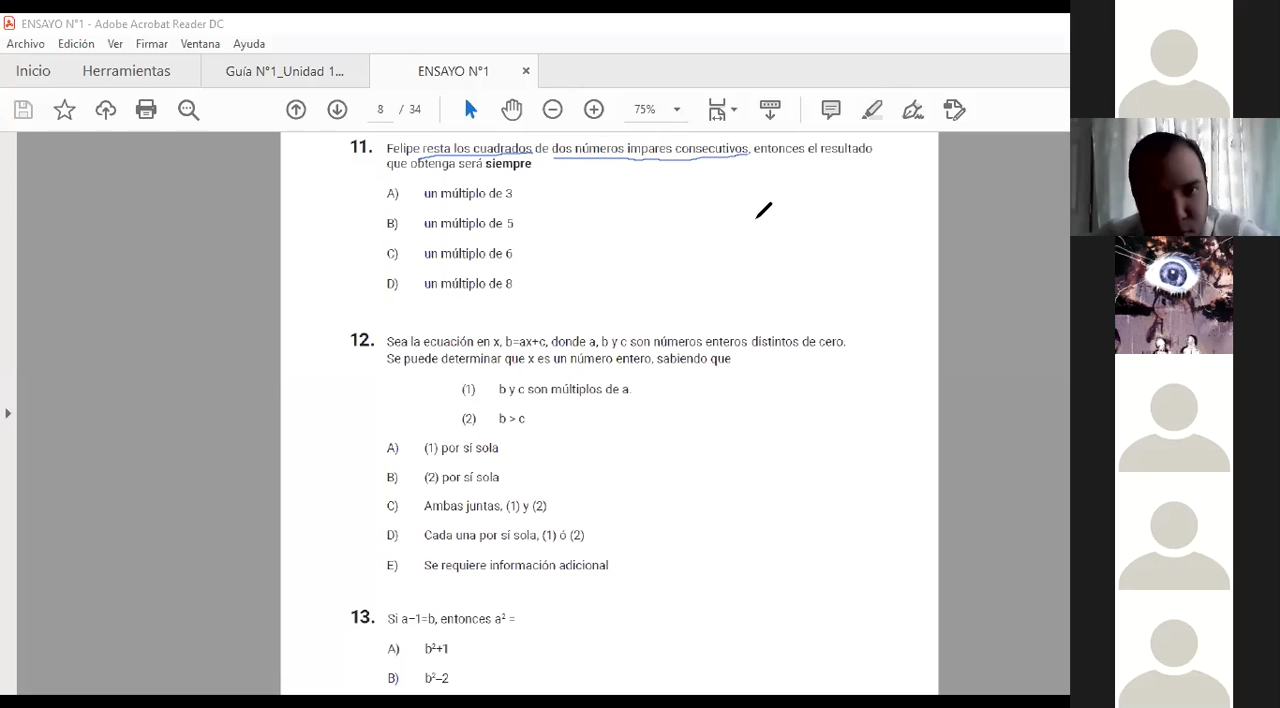 ENSAYO N°1 - Adobe Acrobat Reader DC
Archivo Edición Ver Firmar Ventana Ayuda
Inicio Herramientas Guía N°1_Unidad 1... ENSAYO N°1 ×
8 / 34 75%
11. Felipe resta los cuadrados de dos números impares consecutivos, entonces el resultado
que obtenga será siempre
A) un múltiplo de 3
B) un múltiplo de 5
C) un múltiplo de 6
D) un múltiplo de 8
12. Sea la ecuación en x, b=ax+c, donde a, b y c son números enteros distintos de cero.
Se puede determinar que x es un número entero, sabiendo que
(1) b y c son múltiplos de a.
(2) b > c
A) (1) por sí sola
B) (2) por sí sola
C) Ambas juntas, (1) y (2)
D) Cada una por sí sola, (1) ó (2)
E) Se requiere información adicional
13. Si a−1=b, entonces a² =
A) b²+1
B) b²−2